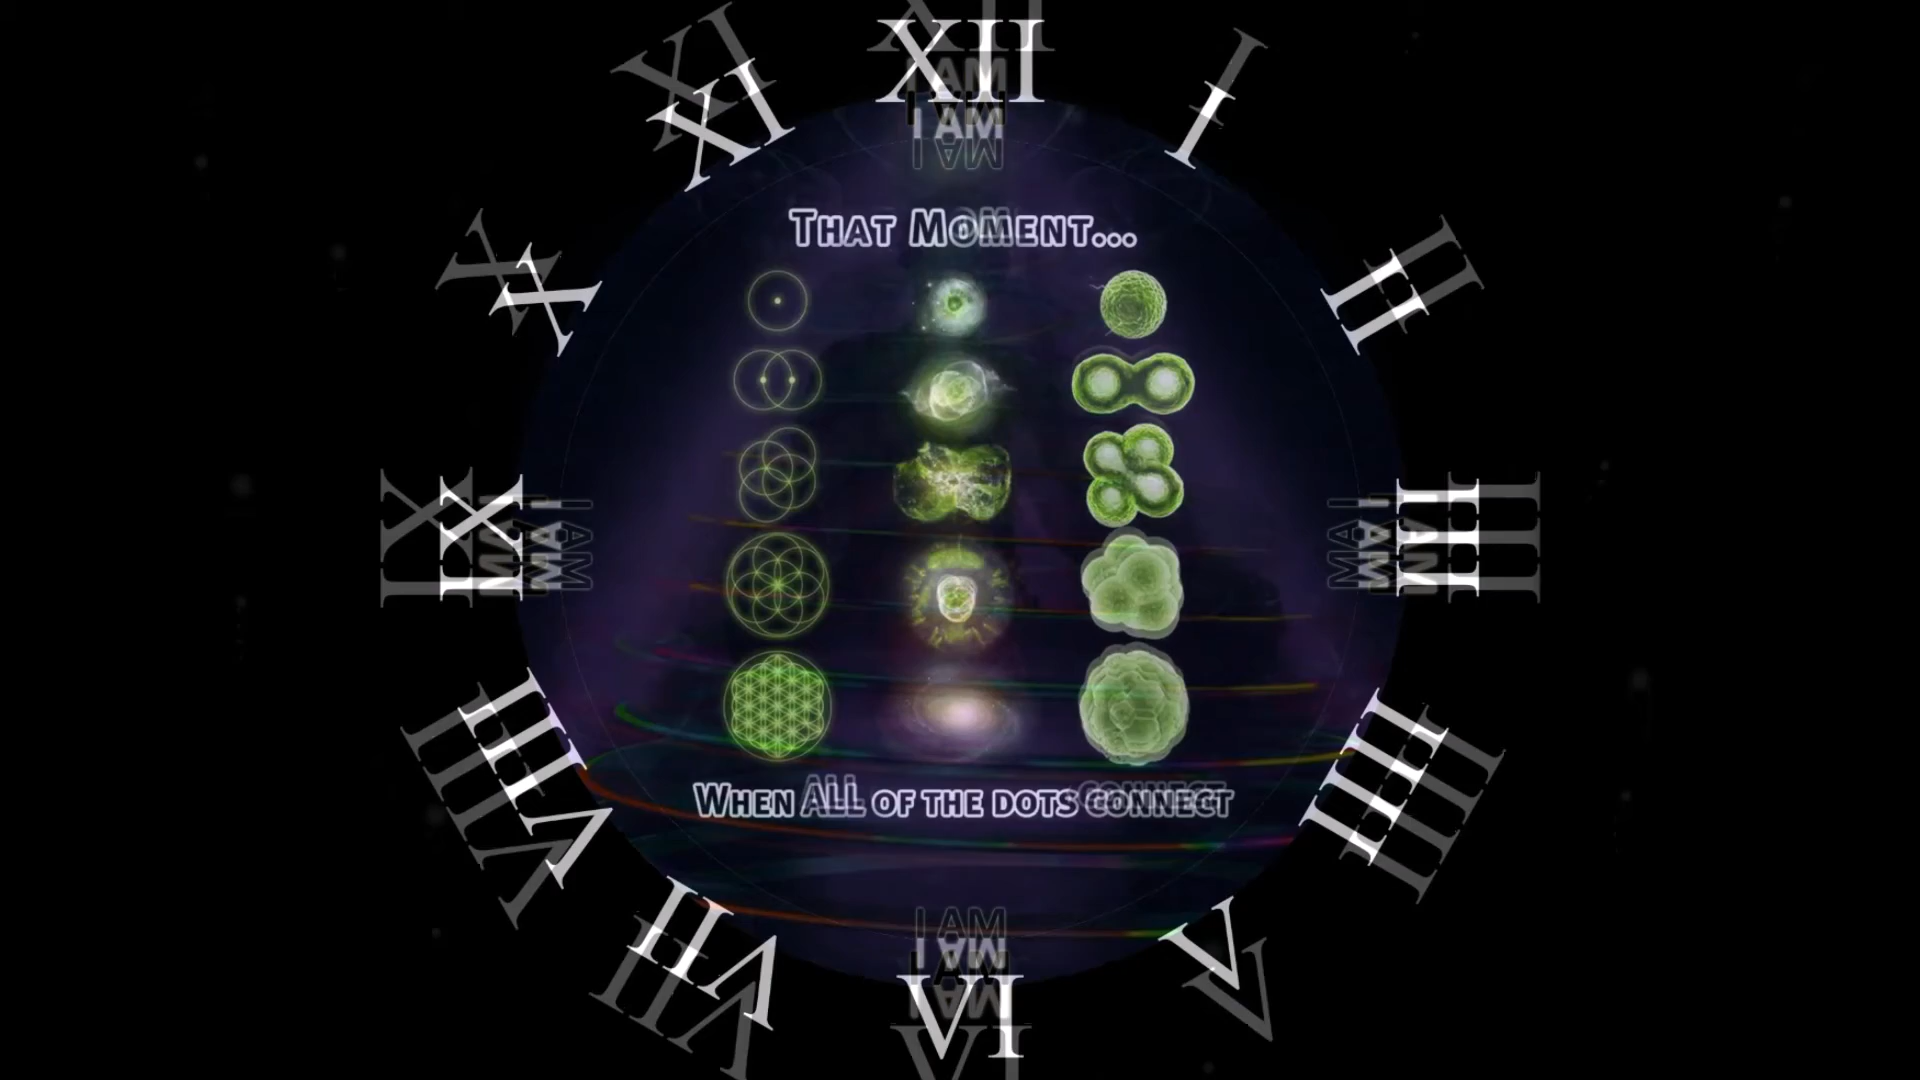 XII
I
II
III
IIII
V
VI
VII
VIII
IX
X
XI
I AM
I AM
I AM
I AM
THAT MOMENT...
WHEN ALL OF THE DOTS CONNECT